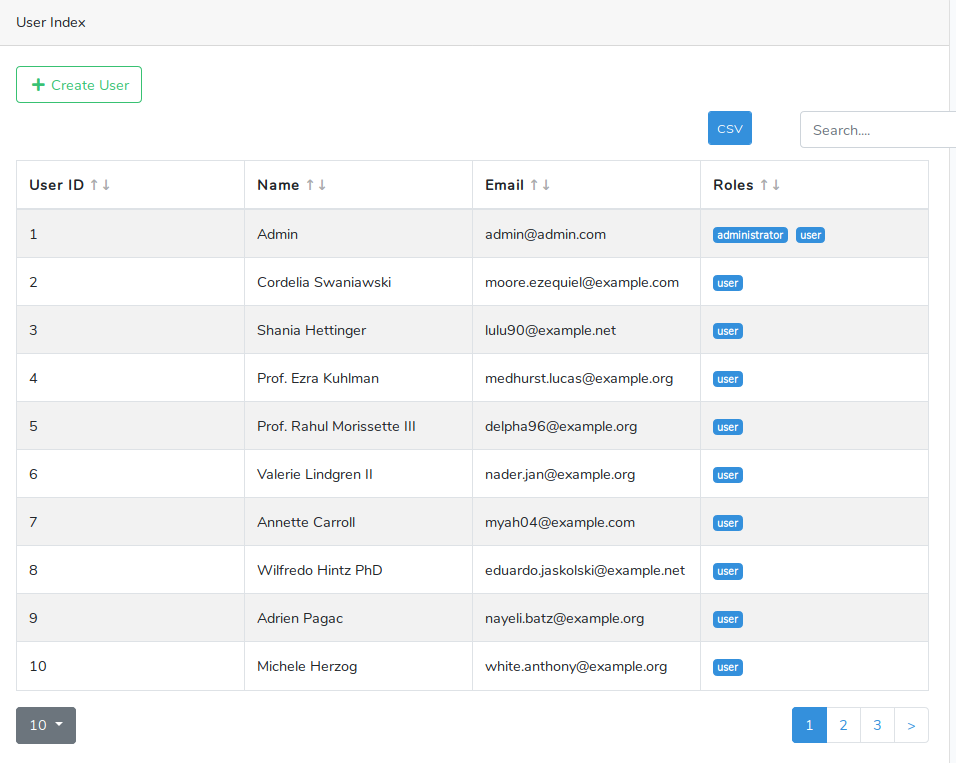 User Index
+ Create User
CSV Search....
User ID ↑↓ Name ↑↓ Email ↑↓ Roles ↑↓
1 Admin admin@admin.com administrator user
2 Cordelia Swaniawski moore.ezequiel@example.com user
3 Shania Hettinger lulu90@example.net user
4 Prof. Ezra Kuhlman medhurst.lucas@example.org user
5 Prof. Rahul Morissette III delpha96@example.org user
6 Valerie Lindgren II nader.jan@example.org user
7 Annette Carroll myah04@example.com user
8 Wilfredo Hintz PhD eduardo.jaskolski@example.net user
9 Adrien Pagac nayeli.batz@example.org user
10 Michele Herzog white.anthony@example.org user
10 1 2 3 >